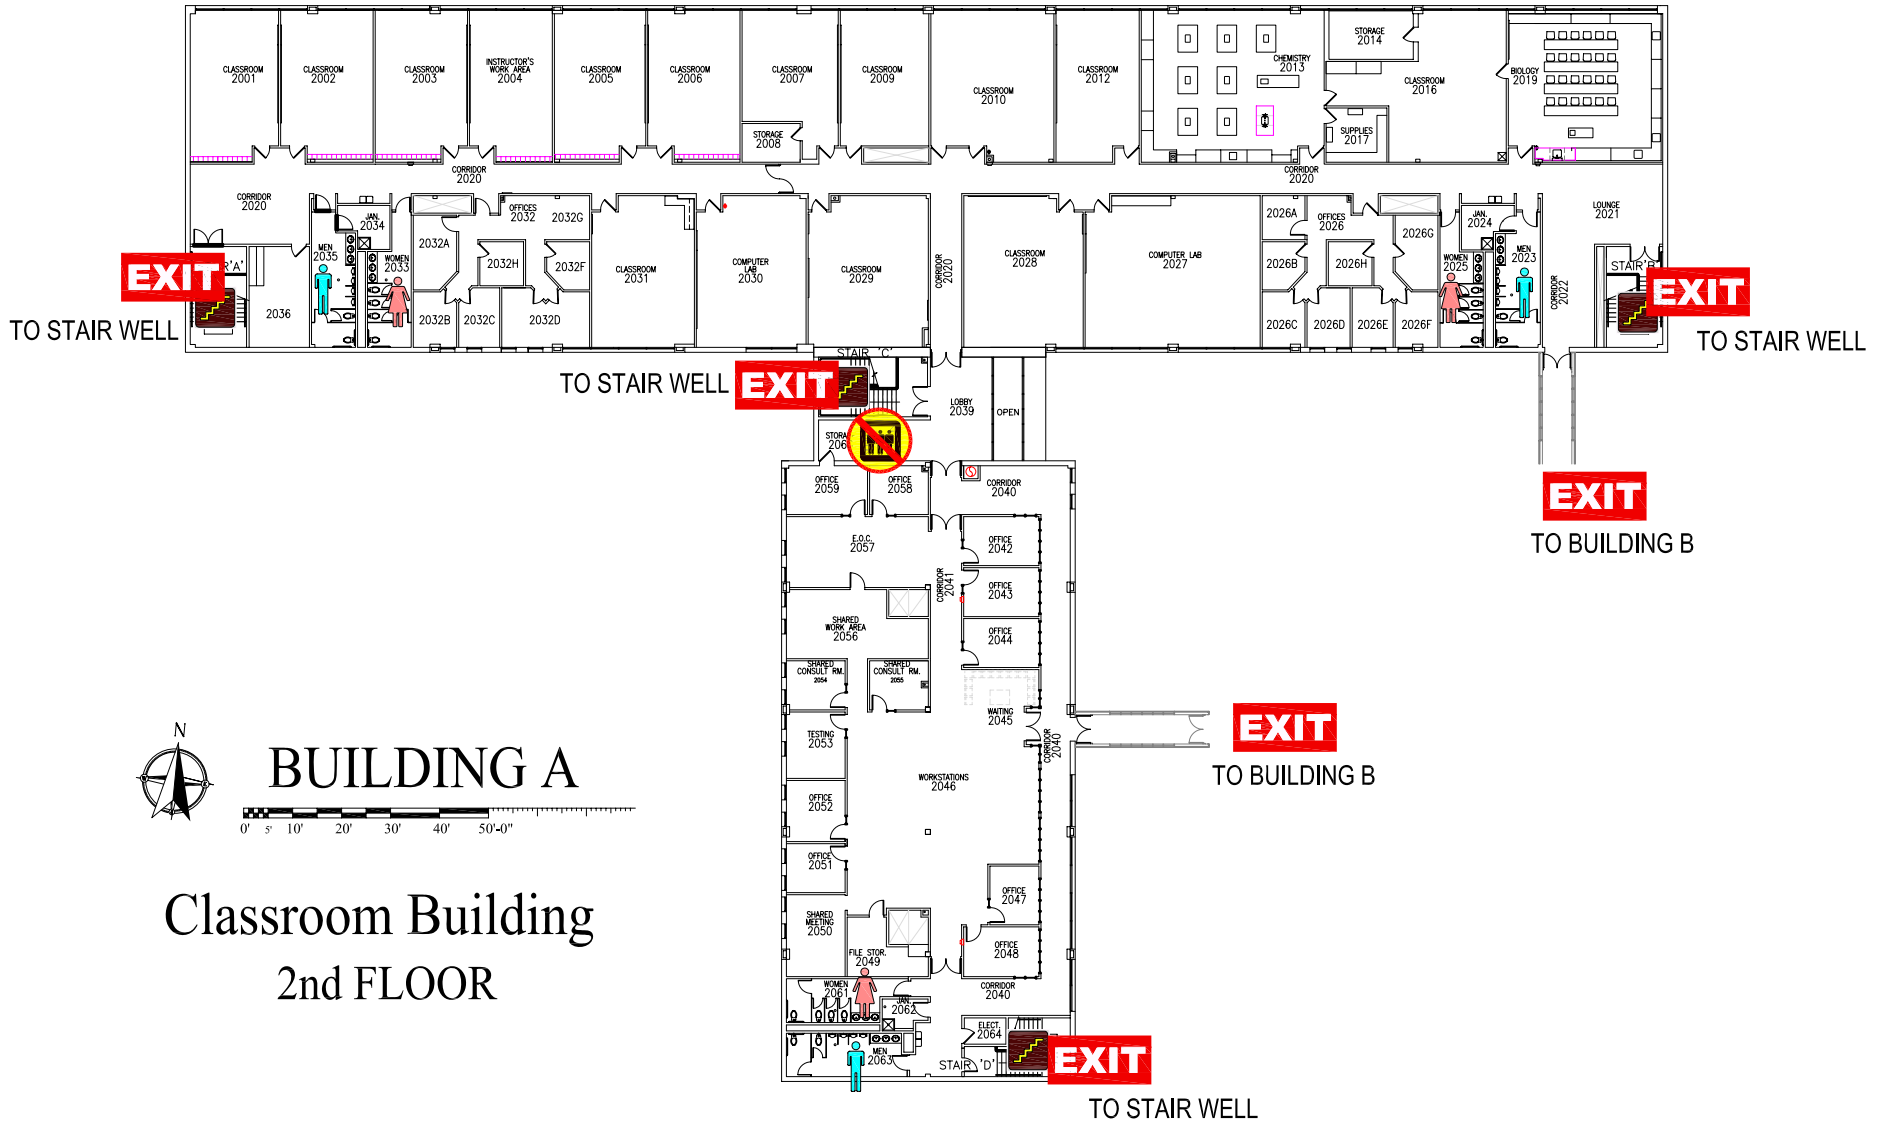 CLASSROOM
2001
CLASSROOM
2002
CLASSROOM
2003
INSTRUCTOR'S
WORK AREA
2004
CLASSROOM
2005
CLASSROOM
2006
CLASSROOM
2007
STORAGE
2008
CLASSROOM
2009
CLASSROOM
2010
CLASSROOM
2012
CHEMISTRY
2013
STORAGE
2014
CLASSROOM
2016
SUPPLIES
2017
BIOLOGY
2019
CORRIDOR
2020
CORRIDOR
2020
CORRIDOR
2020
MEN
2035
JAN.
2034
WOMEN
2033
OFFICES
2032
2032G
2032A
2032H
2032F
2032B
2032C
2032D
2036
CLASSROOM
2031
COMPUTER
LAB
2030
CLASSROOM
2029
CORRIDOR
2020
CLASSROOM
2028
COMPUTER LAB
2027
2026A
OFFICES
2026
2026G
2026B
2026H
2026C
2026D
2026E
2026F
JAN.
2024
WOMEN
2025
MEN
2023
CORRIDOR
2022
LOUNGE
2021
'A'
EXIT
TO STAIR WELL
STAIR 'B'
EXIT
TO STAIR WELL
STAIR 'C'
TO STAIR WELL
EXIT
LOBBY
2039
OPEN
STORA
206
EXIT
TO BUILDING B
OFFICE
2059
OFFICE
2058
CORRIDOR
2040
E.O.C.
2057
CORRIDOR
2041
OFFICE
2042
OFFICE
2043
OFFICE
2044
SHARED
WORK AREA
2056
SHARED
CONSULT RM.
2054
SHARED
CONSULT RM.
2055
WAITING
2045
CORRIDOR
2040
EXIT
TO BUILDING B
TESTING
2053
WORKSTATIONS
2046
OFFICE
2052
OFFICE
2051
OFFICE
2047
SHARED
MEETING
2050
FILE STOR.
2049
OFFICE
2048
CORRIDOR
2040
WOMEN
2061
JAN.
2062
MEN
2063
ELECT.
2064
STAIR 'D'
EXIT
TO STAIR WELL
N
BUILDING A
0' 5' 10' 20' 30' 40' 50'-0"
Classroom Building
2nd FLOOR